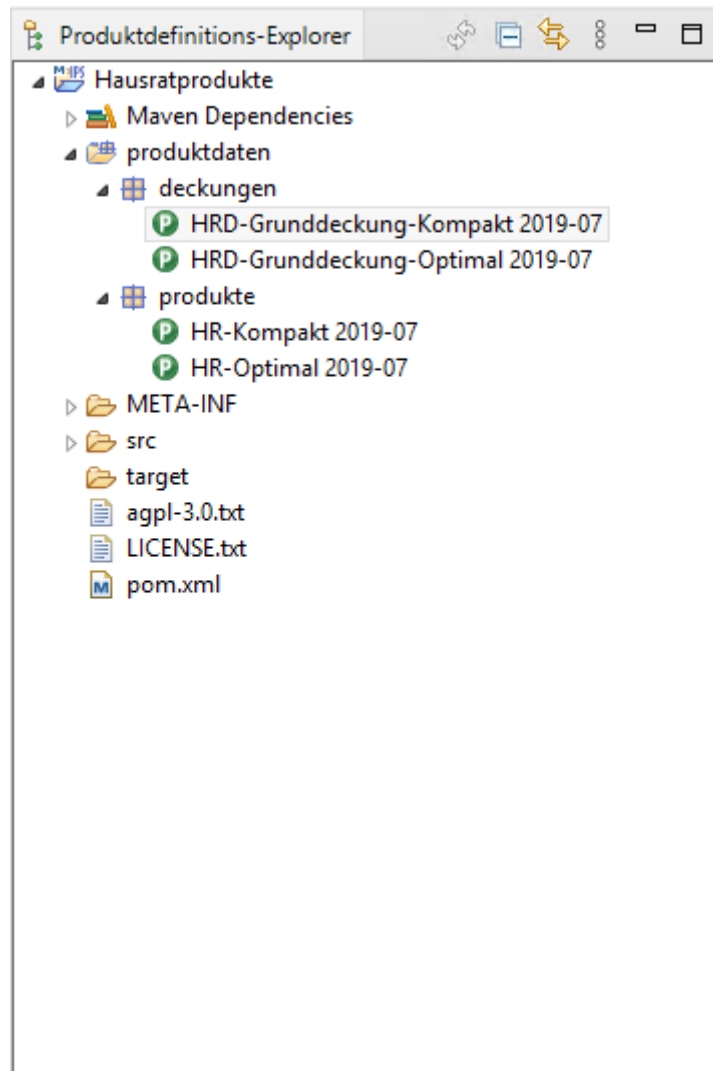 Produktdefinitions-Explorer
Hausratprodukte
Maven Dependencies
produktdaten
deckungen
HRD-Grunddeckung-Kompakt 2019-07
HRD-Grunddeckung-Optimal 2019-07
produkte
HR-Kompakt 2019-07
HR-Optimal 2019-07
META-INF
src
target
agpl-3.0.txt
LICENSE.txt
pom.xml